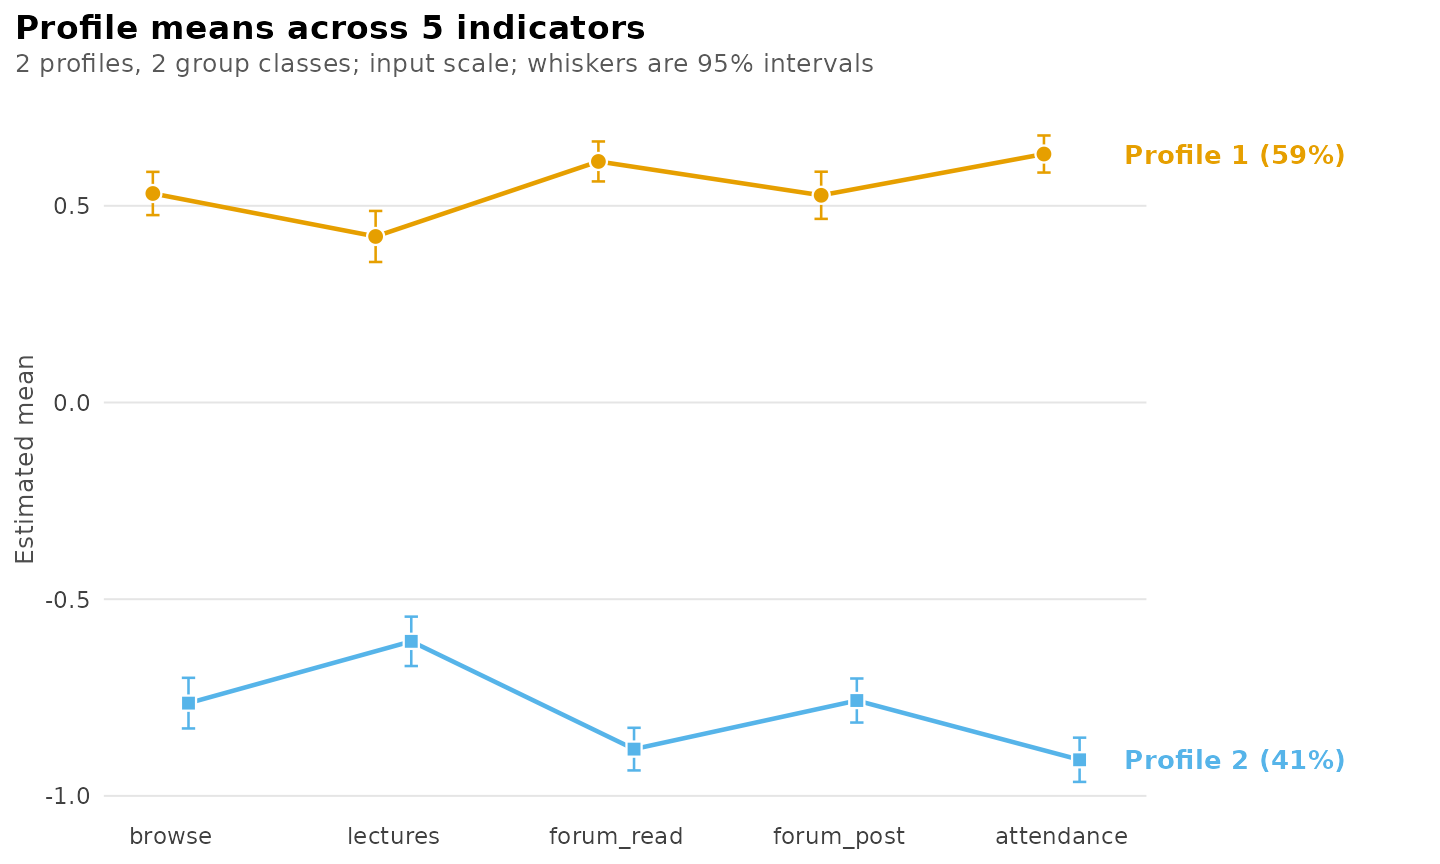 Profile means across 5 indicators
2 profiles, 2 group classes; input scale; whiskers are 95% intervals
Profile 1 (59%)
0.5
0.0
Estimated mean
-0.5
Profile 2 (41%)
-1.0
browse lectures forum_read forum_post attendance